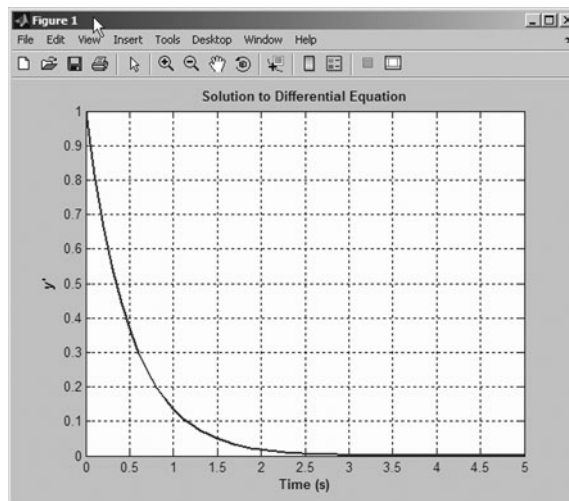 Figure 1
File Edit View Insert Tools Desktop Window Help
Solution to Differential Equation
1
0.9
0.8
0.7
0.6
0.5
0.4
0.3
0.2
0.1
0
y'
0 0.5 1 1.5 2 2.5 3 3.5 4 4.5 5
Time (s)